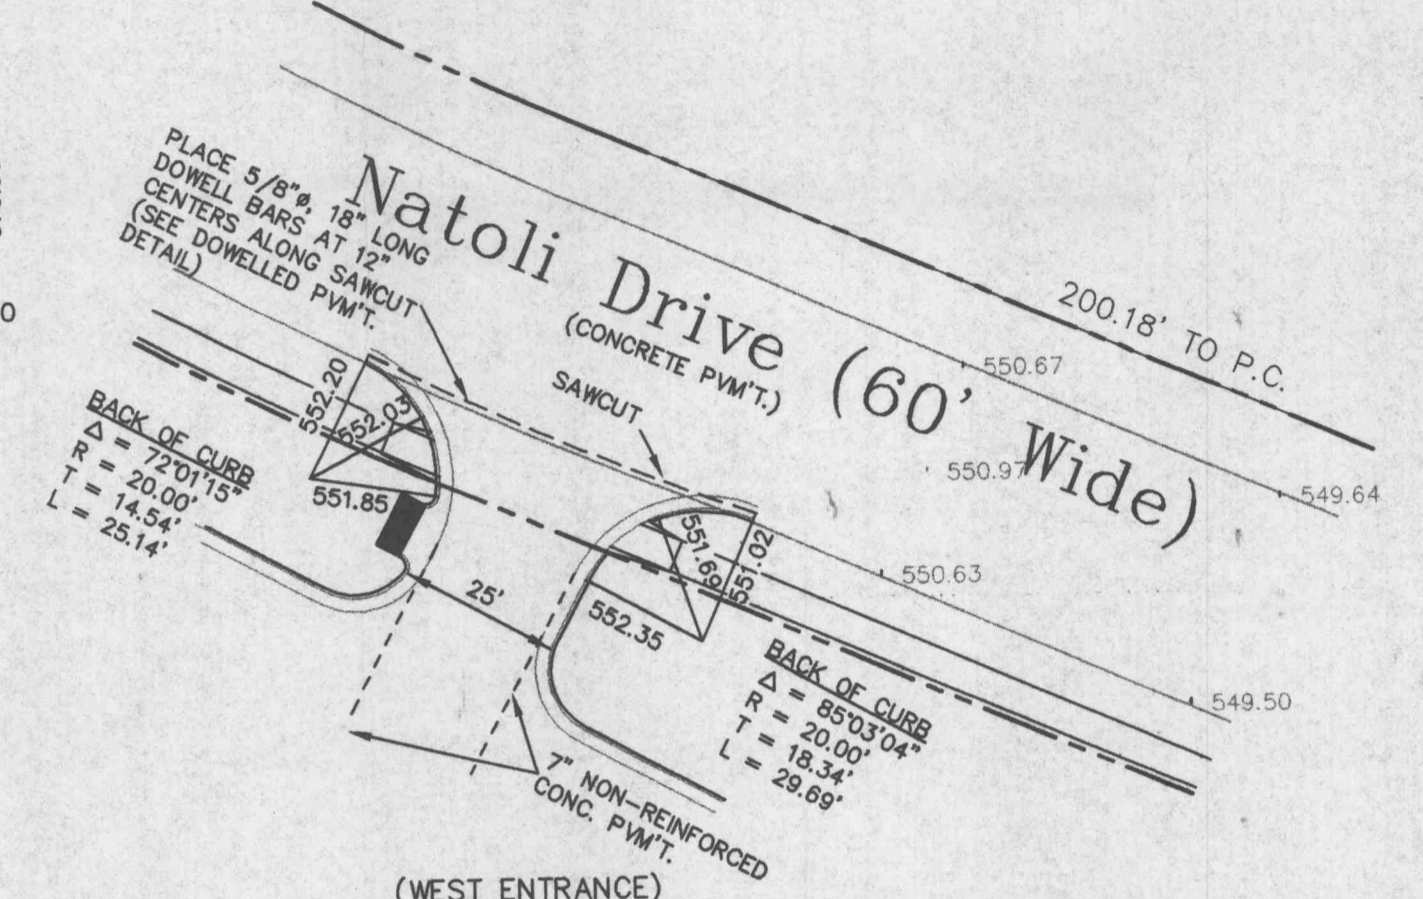 PLACE 5/8"ø, 18" LONG
DOWELL BARS AT 12"
CENTERS ALONG SAWCUT
(SEE DOWELLED PVM'T.
DETAIL)
Natoli Drive (60' Wide)
(CONCRETE PVM'T.)
200.18' TO P.C.
SAWCUT
550.67
549.64
550.97
550.63
549.50
552.20
552.03
551.85
BACK OF CURB
Δ = 72°01'15"
R = 20.00'
T = 14.54'
L = 25.14'
25'
551.69
551.02
552.35
BACK OF CURB
Δ = 85°03'04"
R = 20.00'
T = 18.34'
L = 29.69'
7" NON-REINFORCED
CONC. PVM'T.
(WEST ENTRANCE)
0